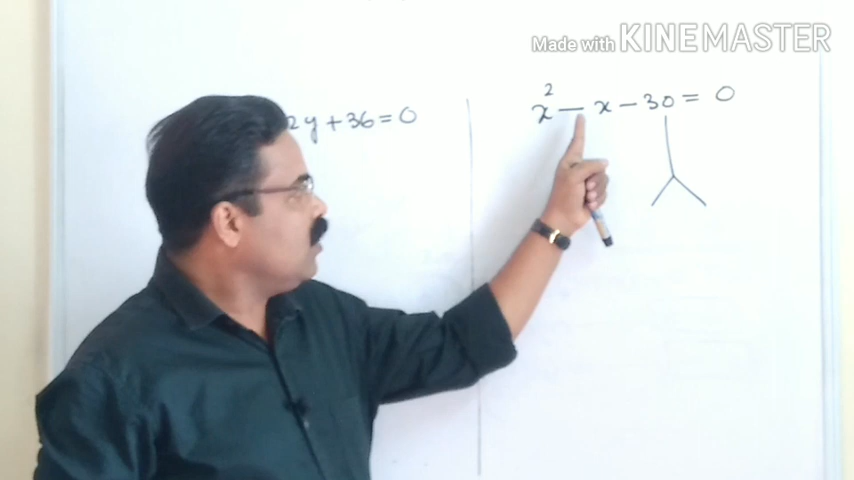 Made with KINEMASTER
2y + 36 = 0
x² — x — 30 = 0